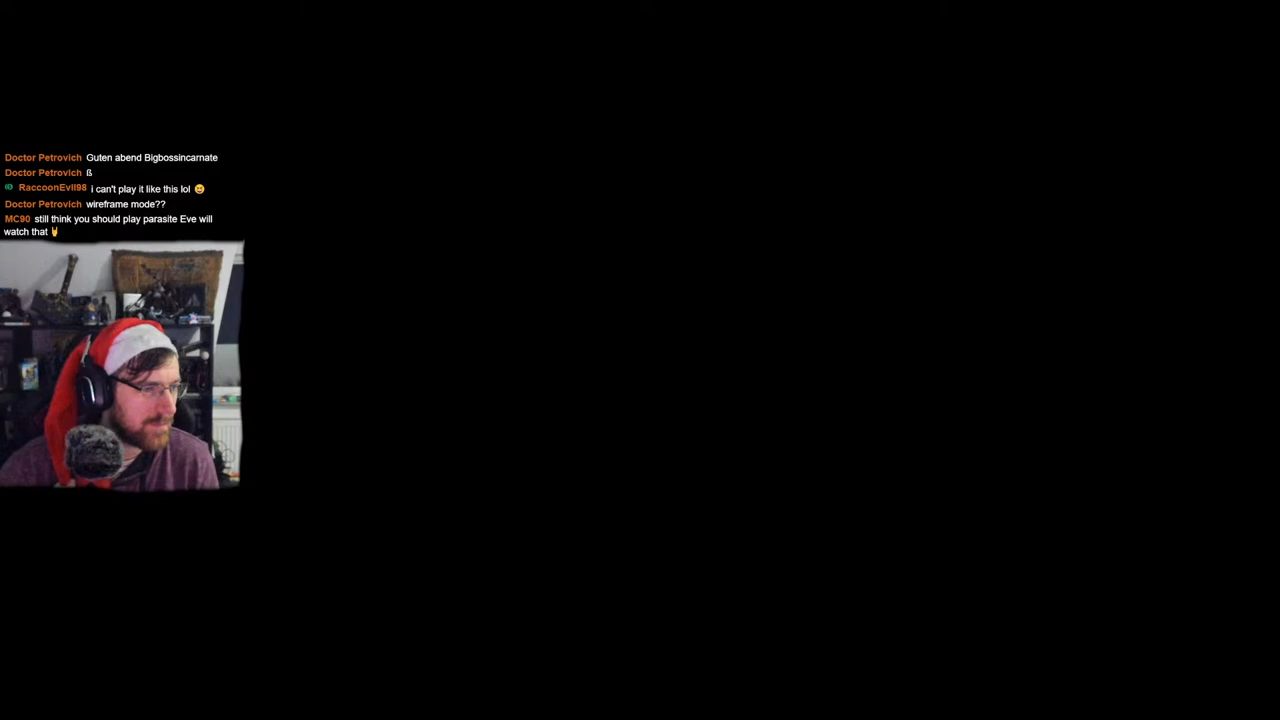 Doctor Petrovich Guten abend Bigbossincarnate
Doctor Petrovich ß
RaccoonEvil98 i can't play it like this lol 😆
Doctor Petrovich wireframe mode??
MC90 still think you should play parasite Eve will
watch that 🤘